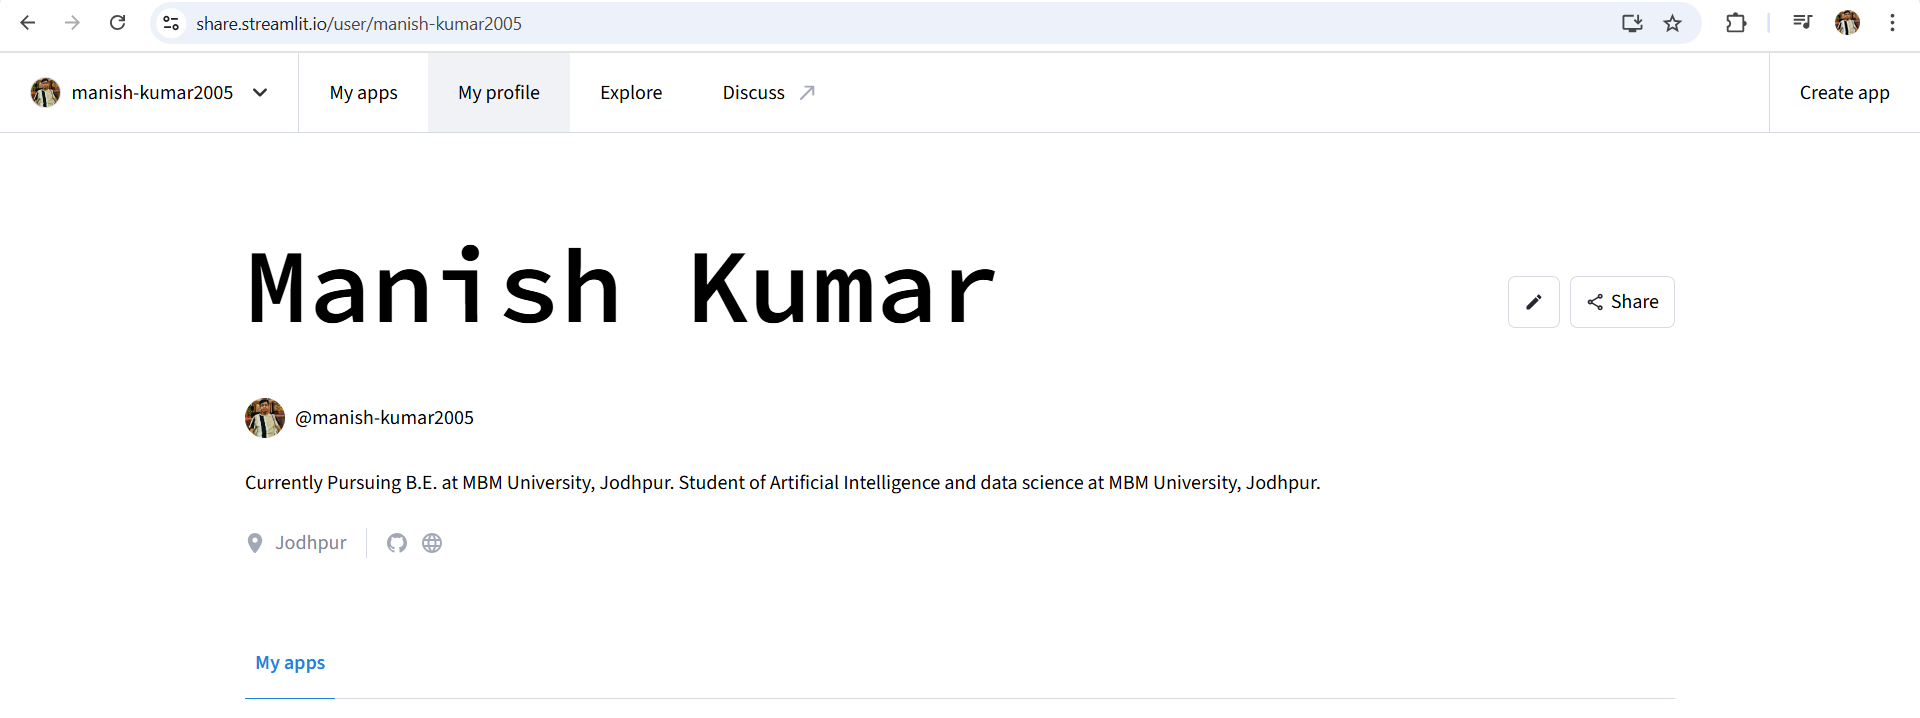 share.streamlit.io/user/manish-kumar2005
manish-kumar2005 My apps My profile Explore Discuss Create app
Manish Kumar
Share
@manish-kumar2005
Currently Pursuing B.E. at MBM University, Jodhpur. Student of Artificial Intelligence and data science at MBM University, Jodhpur.
Jodhpur
My apps